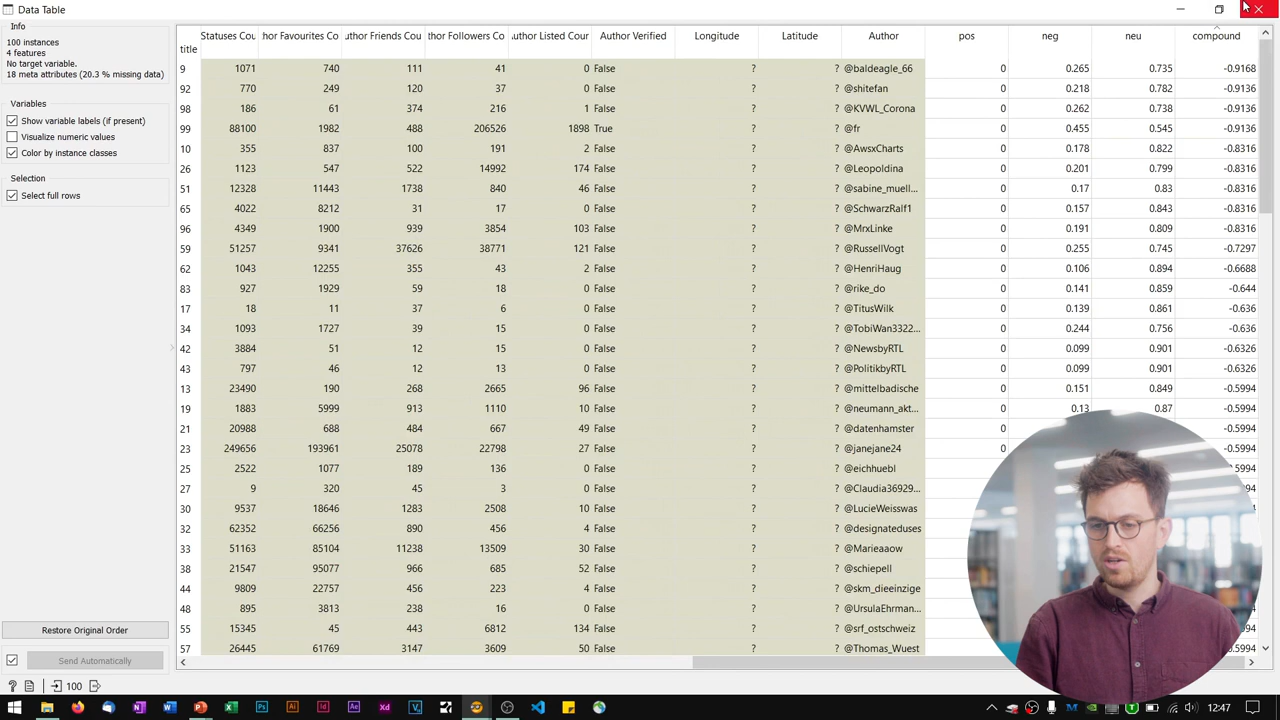 Data Table
Info
100 instances
4 features
No target variable.
18 meta attributes (20.3 % missing data)
Variables
Show variable labels (if present)
Visualize numeric values
Color by instance classes
Selection
Select full rows
Restore Original Order
Send Automatically
100
Statuses Cou hor Favourites Co uthor Friends Cou thor Followers Co uthor Listed Cour Author Verified Longitude Latitude Author pos neg neu compound
title
9 1071 740 111 41 0 False ? ? @baldeagle_66 0 0.265 0.735 -0.9168
92 770 249 120 37 0 False ? ? @shitefan 0 0.218 0.782 -0.9136
98 186 61 374 216 1 False ? ? @KVWL_Corona 0 0.262 0.738 -0.9136
99 88100 1982 488 206526 1898 True ? ? @fr 0 0.455 0.545 -0.9136
10 355 837 100 191 2 False ? ? @AwsxCharts 0 0.178 0.822 -0.8316
26 1123 547 522 14992 174 False ? ? @Leopoldina 0 0.201 0.799 -0.8316
51 12328 11443 1738 840 46 False ? ? @sabine_muell... 0 0.17 0.83 -0.8316
65 4022 8212 31 17 0 False ? ? @SchwarzRalf1 0 0.157 0.843 -0.8316
96 4349 1900 939 3854 103 False ? ? @MrxLinke 0 0.191 0.809 -0.8316
59 51257 9341 37626 38771 121 False ? ? @RussellVogt 0 0.255 0.745 -0.7297
62 1043 12255 355 43 2 False ? ? @HenriHaug 0 0.106 0.894 -0.6688
83 927 1929 59 18 0 False ? ? @rike_do 0 0.141 0.859 -0.644
17 18 11 37 6 0 False ? ? @TitusWilk 0 0.139 0.861 -0.636
34 1093 1727 39 15 0 False ? ? @TobiWan3322... 0 0.244 0.756 -0.636
42 3884 51 12 15 0 False ? ? @NewsbyRTL 0 0.099 0.901 -0.6326
43 797 46 12 13 0 False ? ? @PolitikbyRTL 0 0.099 0.901 -0.6326
13 23490 190 268 2665 96 False ? ? @mittelbadische 0 0.151 0.849 -0.5994
19 1883 5999 913 1110 10 False ? ? @neumann_akt... 0 0.13 0.87 -0.5994
21 20988 688 484 667 49 False ? ? @datenhamster 0 -0.5994
23 249656 193961 25078 22798 27 False ? ? @janejane24 0 -0.5994
25 2522 1077 189 136 0 False ? ? @eichhuebl 5994
27 9 320 45 3 0 False ? ? @Claudia36929...
30 9537 18646 1283 2508 10 False ? ? @LucieWeisswas
32 62352 66256 890 456 4 False ? ? @designateduses
33 51163 85104 11238 13509 30 False ? ? @Marieaaow
38 21547 95077 966 685 52 False ? ? @schiepell
44 9809 22757 456 223 4 False ? ? @skm_dieeinzige
48 895 3813 238 16 0 False ? ? @UrsulaEhrman...
55 15345 45 443 6812 134 False ? ? @srf_ostschweiz
57 26445 61769 3147 3609 50 False ? ? @Thomas_Wuest -0.5994
12:47